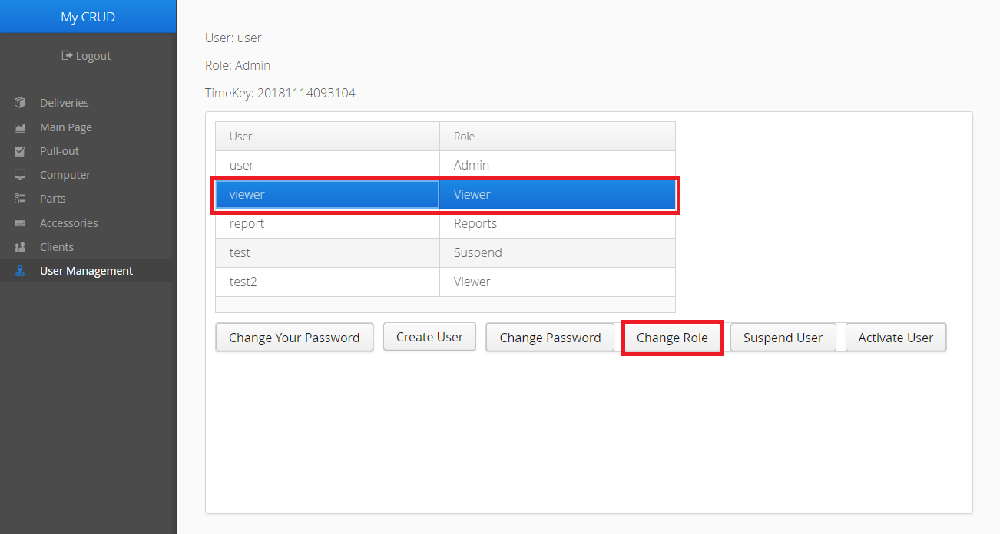 My CRUD
Logout
Deliveries
Main Page
Pull-out
Computer
Parts
Accessories
Clients
User Management
User: user
Role: Admin
TimeKey: 20181114093104
User Role
user Admin
viewer Viewer
report Reports
test Suspend
test2 Viewer
Change Your Password Create User Change Password Change Role Suspend User Activate User